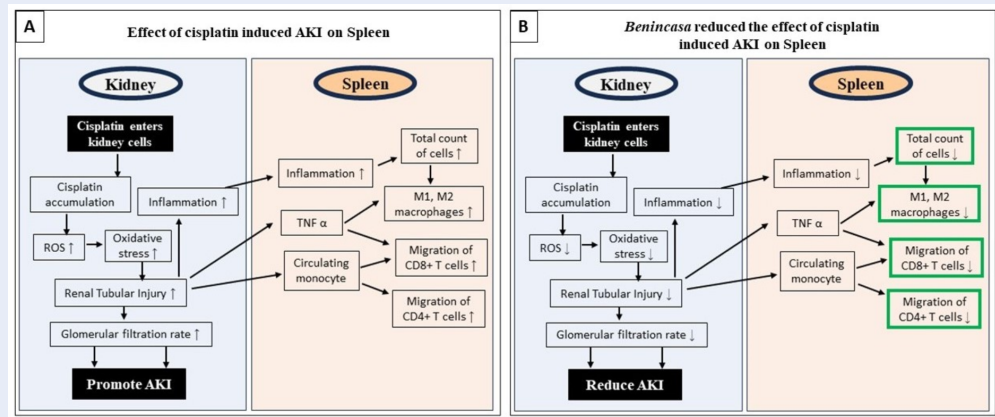 A
Effect of cisplatin induced AKI on Spleen
Kidney
Spleen
Cisplatin enters
kidney cells
Cisplatin
accumulation
ROS ↑
Oxidative
stress ↑
Inflammation ↑
Renal Tubular Injury ↑
Glomerular filtration rate ↑
Promote AKI
Inflammation ↑
TNF α
Circulating
monocyte
Total count
of cells ↑
M1, M2
macrophages ↑
Migration of
CD8+ T cells ↑
Migration of
CD4+ T cells ↑
B
Benincasa reduced the effect of cisplatin
induced AKI on Spleen
Kidney
Spleen
Cisplatin enters
kidney cells
Cisplatin
accumulation
ROS ↓
Oxidative
stress ↓
Inflammation ↓
Renal Tubular Injury ↓
Glomerular filtration rate ↓
Reduce AKI
Inflammation ↓
TNF α
Circulating
monocyte
Total count
of cells ↓
M1, M2
macrophages ↓
Migration of
CD8+ T cells ↓
Migration of
CD4+ T cells ↓